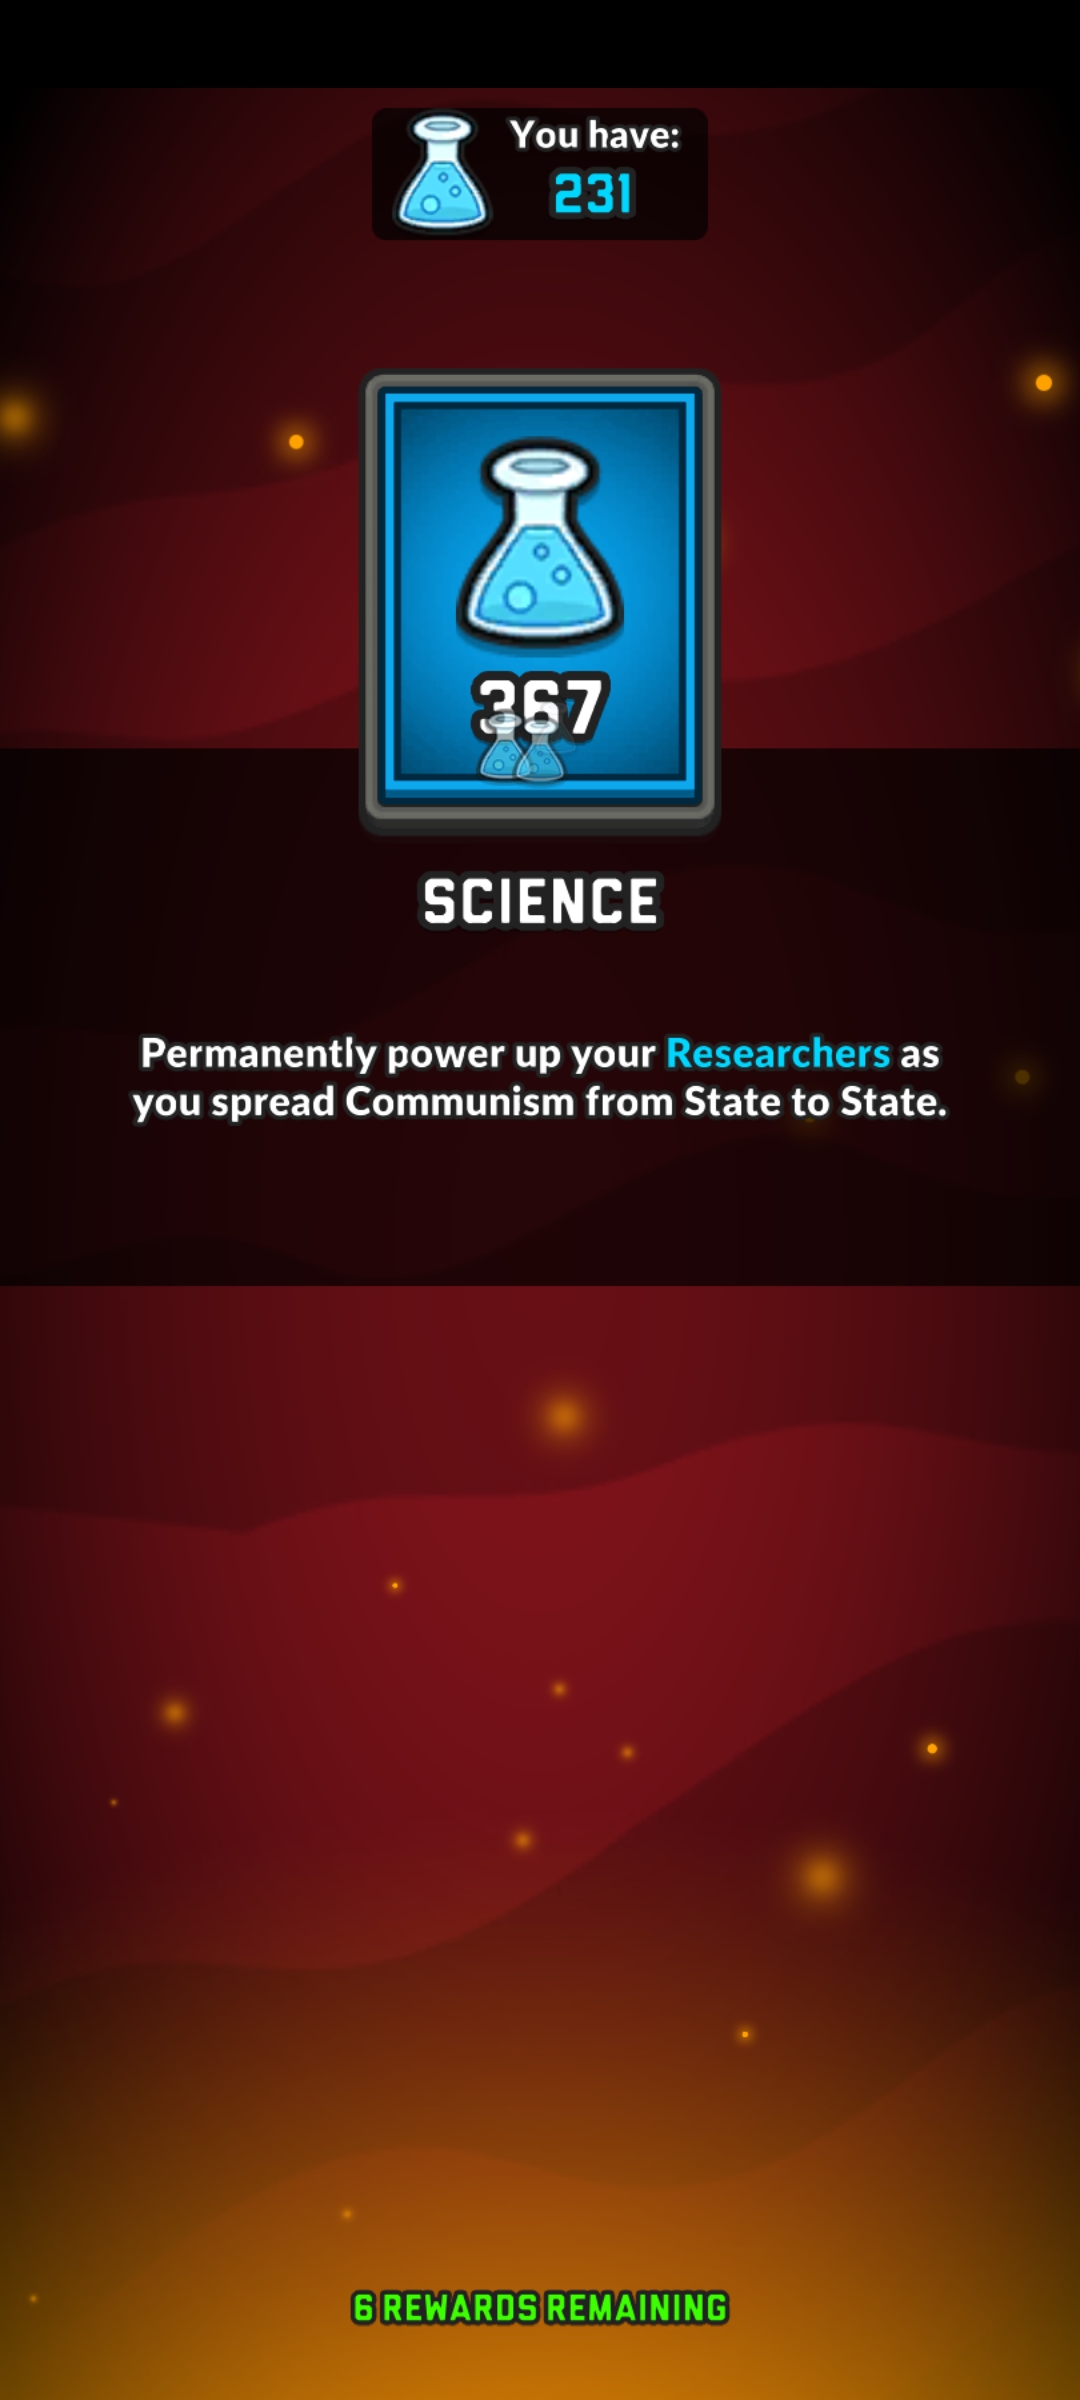 You have:
231
367
SCIENCE
Permanently power up your Researchers as
you spread Communism from State to State.
6 REWARDS REMAINING